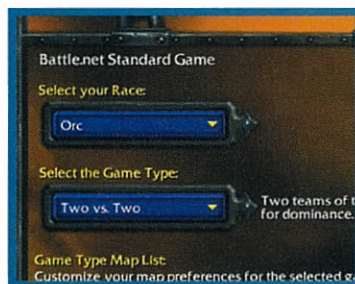 Battle.net Standard Game
Select your Race:
Orc
Select the Game Type:
Two vs. Two
Two teams of
for dominance.
Game Type Map List:
Customize your map preferences for the selected